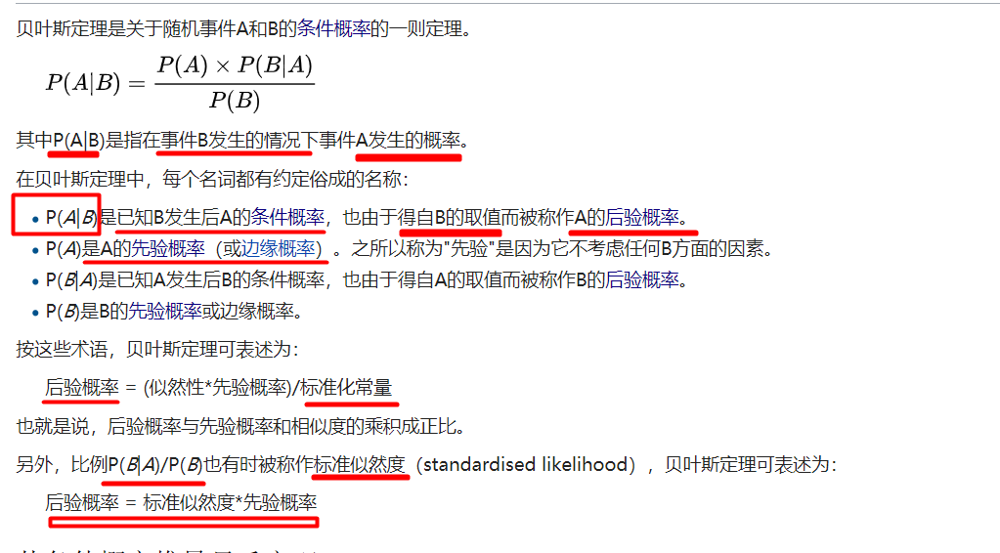 贝叶斯定理是关于随机事件A和B的条件概率的一则定理。
P(A|B) = P(A) × P(B|A) / P(B)
其中P(A|B)是指在事件B发生的情况下事件A发生的概率。
在贝叶斯定理中，每个名词都有约定俗成的名称：
• P(A|B)是已知B发生后A的条件概率，也由于得自B的取值而被称作A的后验概率。
• P(A)是A的先验概率（或边缘概率）。之所以称为"先验"是因为它不考虑任何B方面的因素。
• P(B|A)是已知A发生后B的条件概率，也由于得自A的取值而被称作B的后验概率。
• P(B)是B的先验概率或边缘概率。
按这些术语，贝叶斯定理可表述为：
后验概率 = (似然性*先验概率)/标准化常量
也就是说，后验概率与先验概率和相似度的乘积成正比。
另外，比例P(B|A)/P(B)也有时被称作标准似然度（standardised likelihood），贝叶斯定理可表述为：
后验概率 = 标准似然度*先验概率